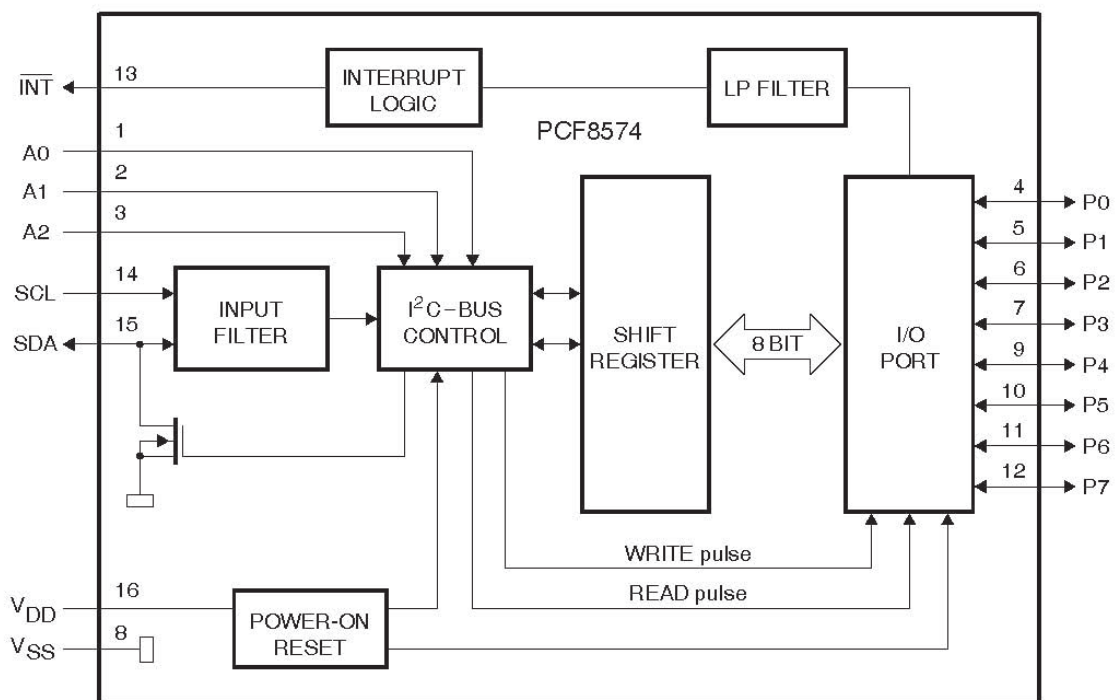 INT
13
INTERRUPT
LOGIC
LP FILTER
PCF8574
A0
1
A1
2
A2
3
SCL
14
SDA
15
INPUT
FILTER
I²C-BUS
CONTROL
SHIFT
REGISTER
8 BIT
I/O
PORT
4
P0
5
P1
6
P2
7
P3
9
P4
10
P5
11
P6
12
P7
WRITE pulse
READ pulse
VDD
16
VSS
8
POWER-ON
RESET